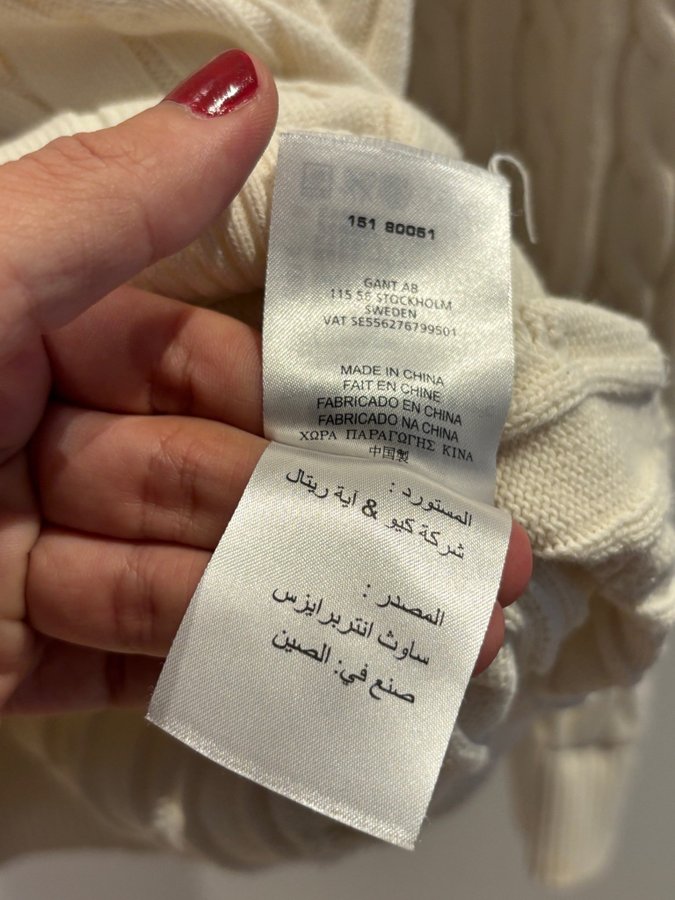 151 80051
GANT AB
115 56 STOCKHOLM
SWEDEN
VAT SE556276799501
MADE IN CHINA
FAIT EN CHINE
FABRICADO EN CHINA
FABRICADO NA CHINA
ΧΩΡΑ ΠΑΡΑΓΩΓΗΣ ΚΙΝΑ
中国製
المستورد :
شركة كيو & اية ريتال
المصدر :
ساوث انتربرايزس
صنع في: الصين